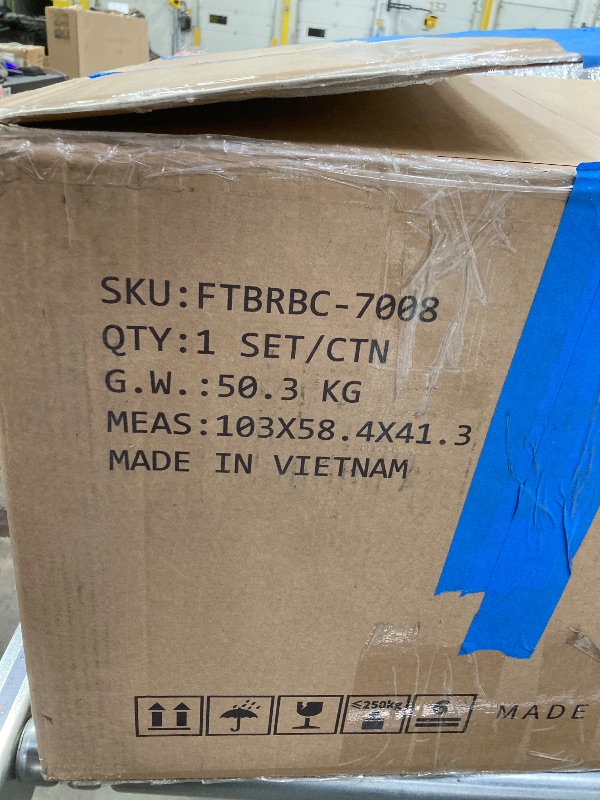 SKU:FTBRBC-7008
QTY:1 SET/CTN
G.W.:50.3 KG
MEAS:103X58.4X41.3
MADE IN VIETNAM
≤250kg
MADE